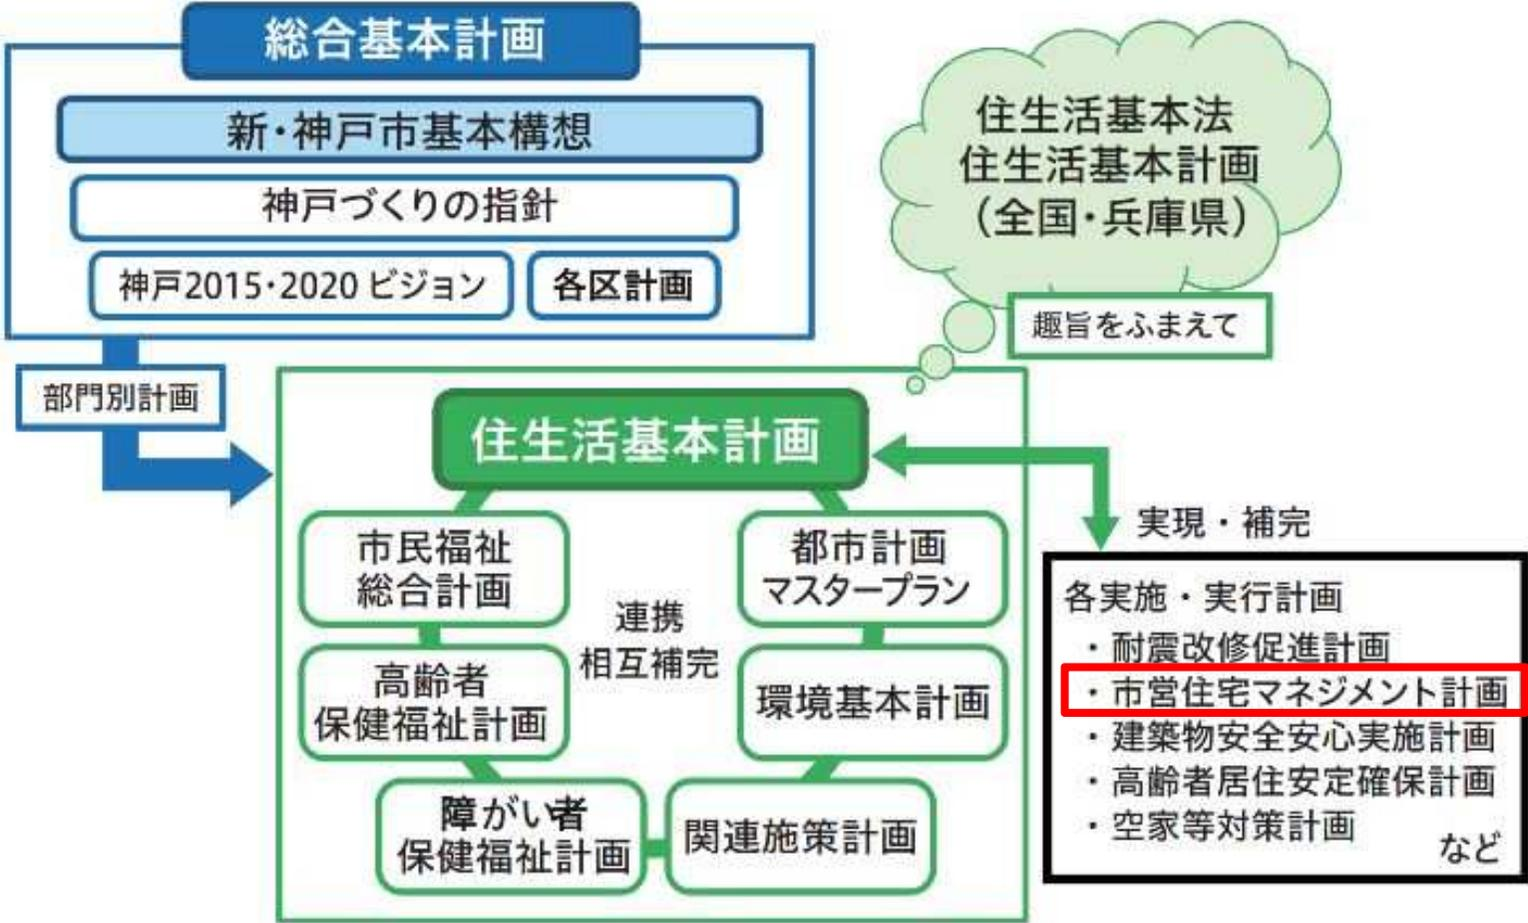 総合基本計画
新・神戸市基本構想
神戸づくりの指針
神戸2015・2020 ビジョン
各区計画
部門別計画
住生活基本法
住生活基本計画
（全国・兵庫県）
趣旨をふまえて
住生活基本計画
市民福祉
総合計画
都市計画
マスタープラン
連携
相互補完
高齢者
保健福祉計画
環境基本計画
障がい者
保健福祉計画
関連施策計画
実現・補完
各実施・実行計画
・耐震改修促進計画
・市営住宅マネジメント計画
・建築物安全安心実施計画
・高齢者居住安定確保計画
・空家等対策計画
など